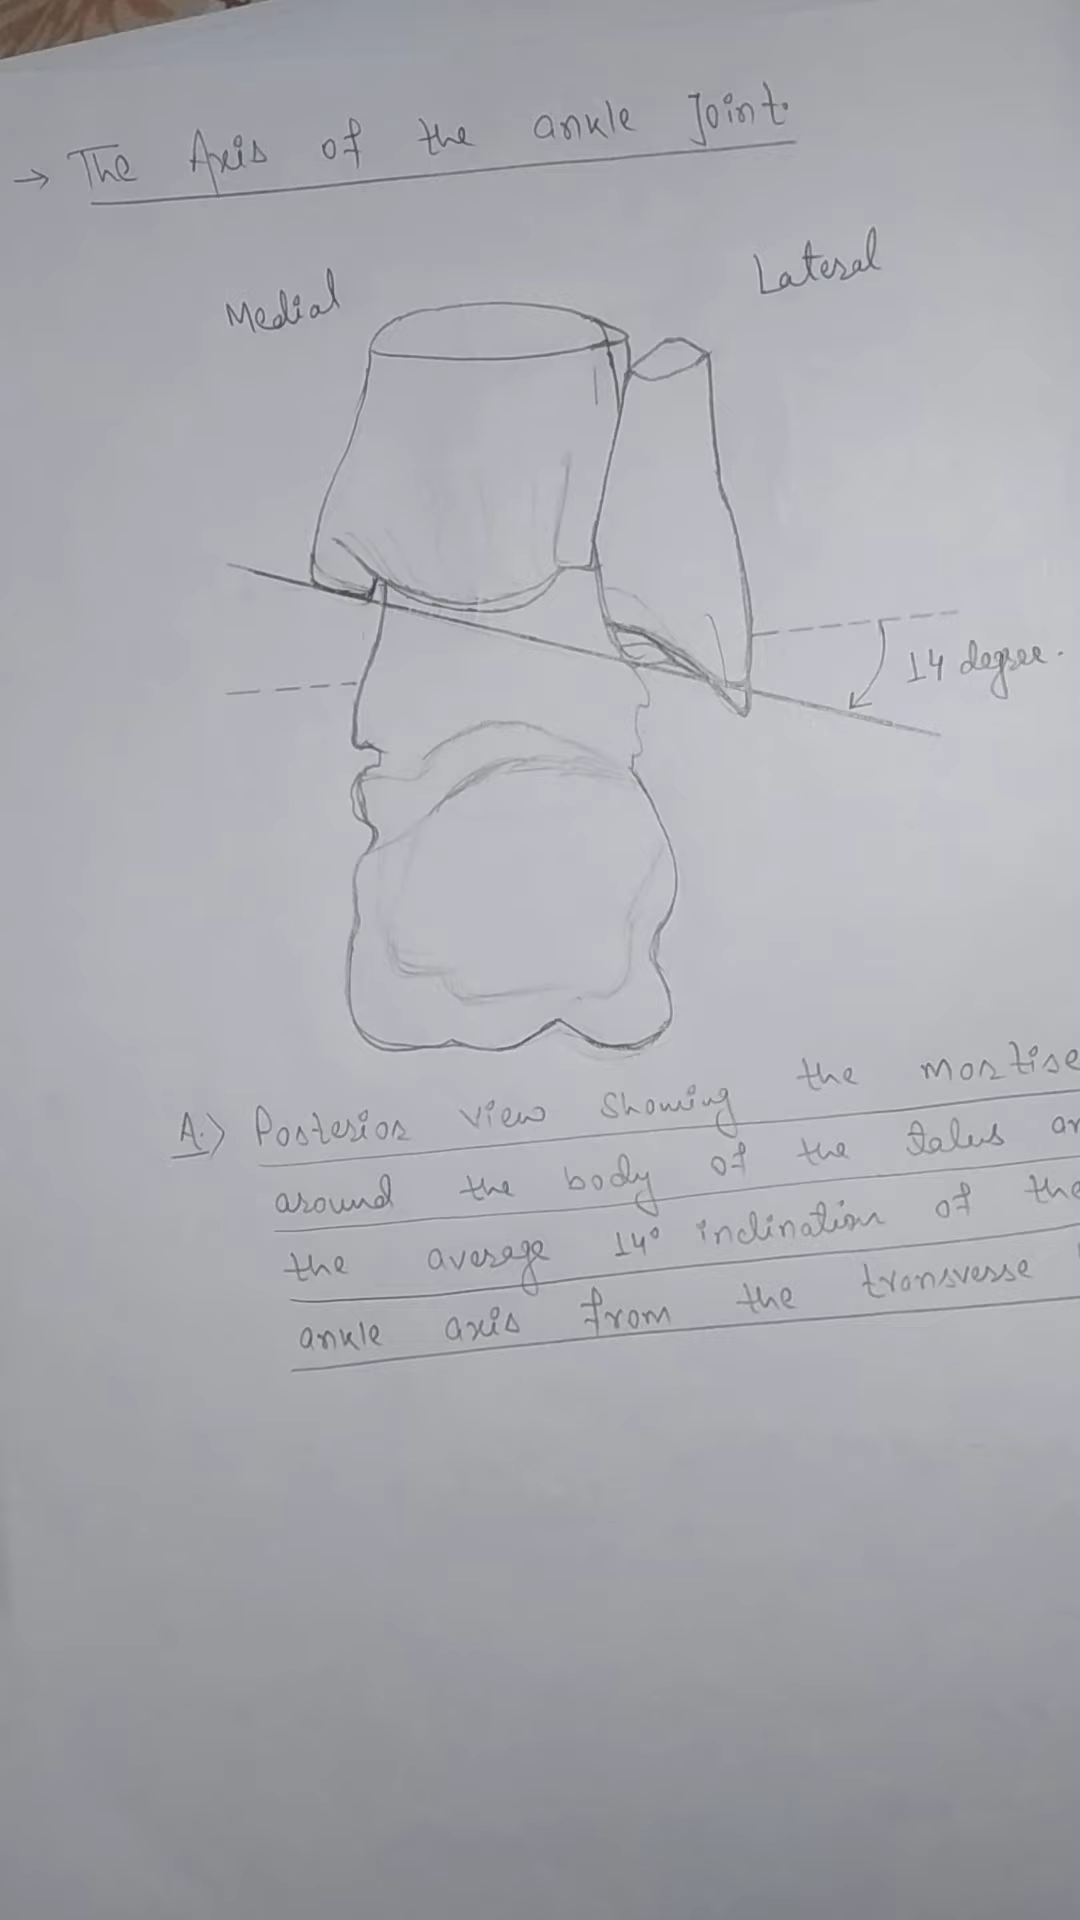 → The Axis of the ankle Joint.
Medial
Lateral
14 degree.
A.) Posterior view showing the mortise
around the body of the talus
the average 14° inclination of the
ankle axis from the transverse